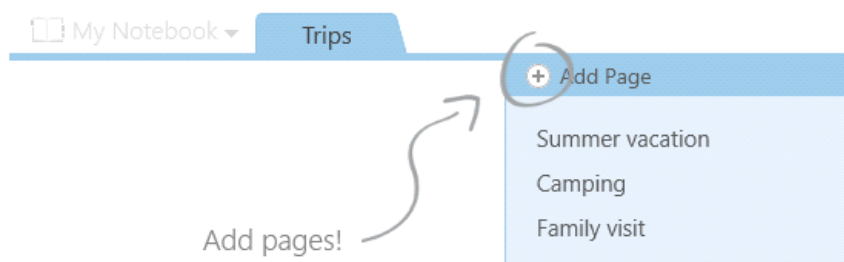 My Notebook
Trips
Add Page
Summer vacation
Camping
Family visit
Add pages!